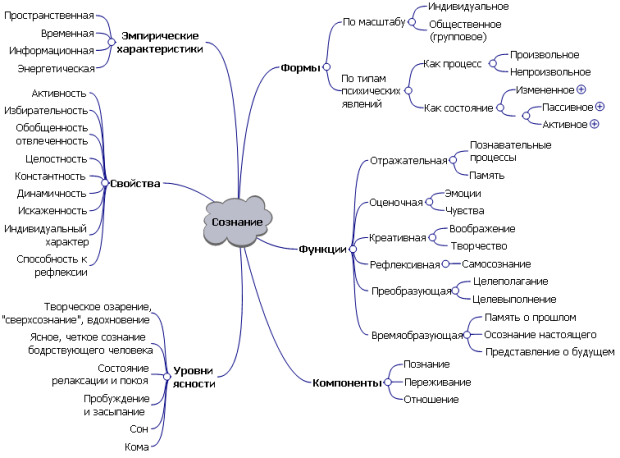 Сознание
Эмпирические
характеристики
Пространственная
Временная
Информационная
Энергетическая
Свойства
Активность
Избирательность
Обобщенность
отвлеченность
Целостность
Константность
Динамичность
Искаженность
Индивидуальный
характер
Способность к
рефлексии
Уровни
ясности
Творческое озарение,
"сверхсознание", вдохновение
Ясное, четкое сознание
бодрствующего человека
Состояние
релаксации и покоя
Пробуждение
и засыпание
Сон
Кома
Формы
По масштабу
Индивидуальное
Общественное
(групповое)
По типам
психических
явлений
Как процесс
Произвольное
Непроизвольное
Как состояние
Измененное
Пассивное
Активное
Функции
Отражательная
Познавательные
процессы
Память
Оценочная
Эмоции
Чувства
Креативная
Воображение
Творчество
Рефлексивная
Самосознание
Преобразующая
Целеполагание
Целевыполнение
Времяобразующая
Память о прошлом
Осознание настоящего
Представление о будущем
Компоненты
Познание
Переживание
Отношение